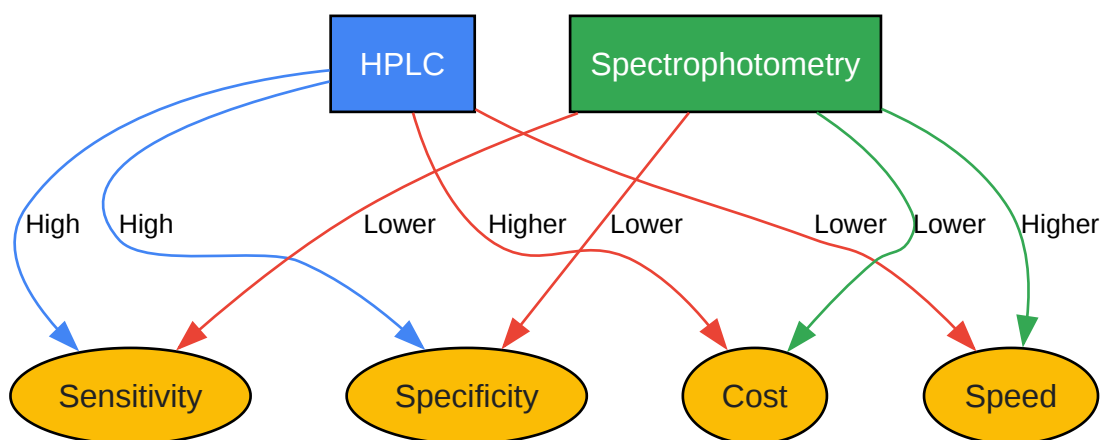 HPLC
Spectrophotometry
High
High
Lower
Higher
Lower
Lower
Lower
Higher
Sensitivity
Specificity
Cost
Speed